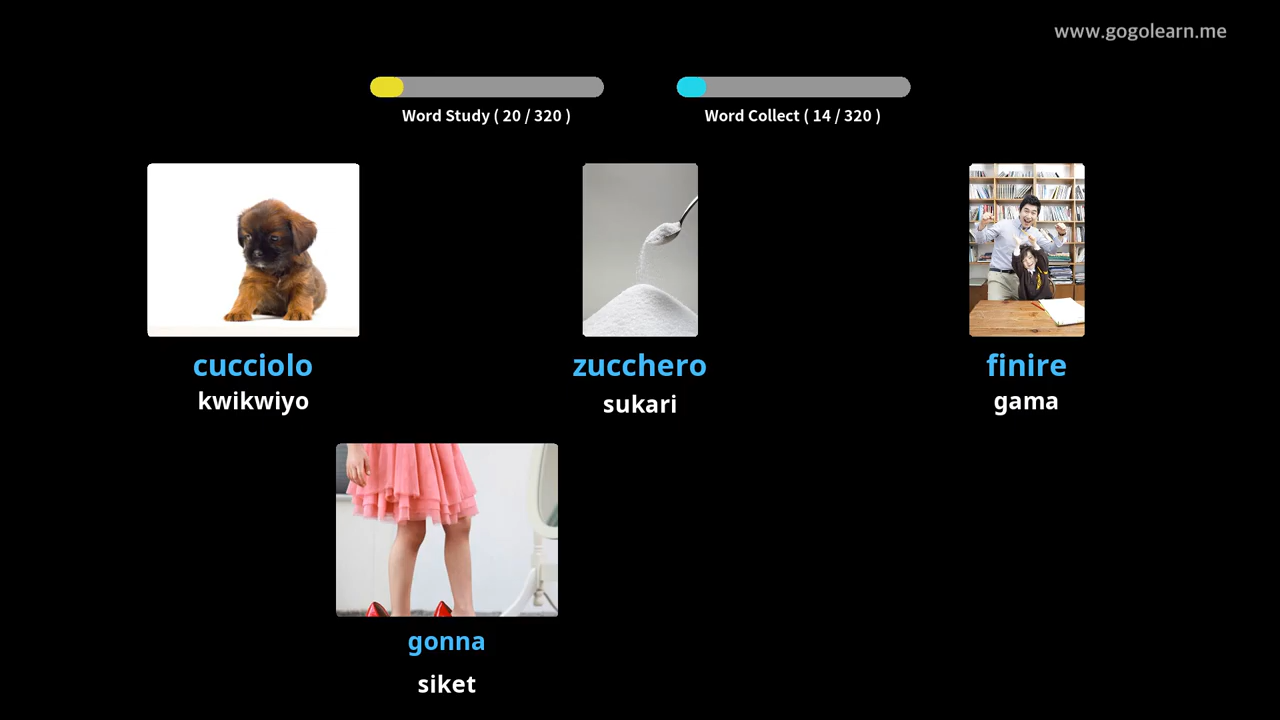 www.gogolearn.me
Word Study ( 20 / 320 )
Word Collect ( 14 / 320 )
cucciolo
kwikwiyo
zucchero
sukari
finire
gama
gonna
siket